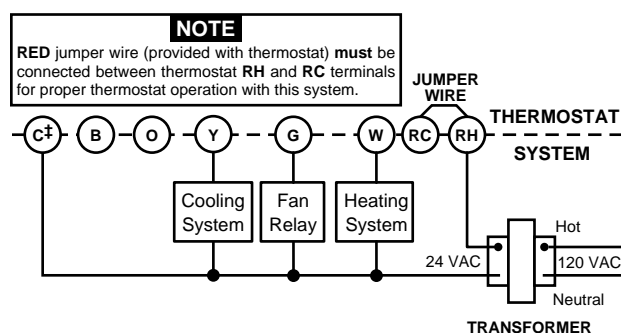 NOTE
RED jumper wire (provided with thermostat) must be
connected between thermostat RH and RC terminals
for proper thermostat operation with this system.
JUMPER
WIRE
THERMOSTAT
C‡ B O Y G W RC RH
SYSTEM
Cooling
System
Fan
Relay
Heating
System
Hot
24 VAC
120 VAC
Neutral
TRANSFORMER